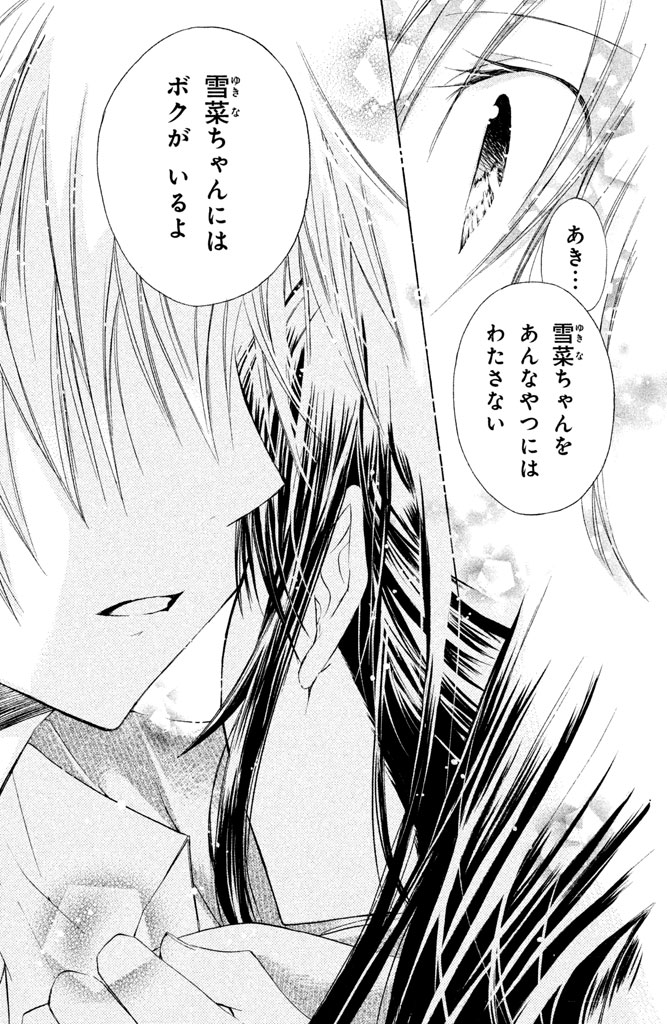 あき…
雪菜ちゃんを
あんなやつには
わたさない
雪菜ちゃんには
ボクが いるよ